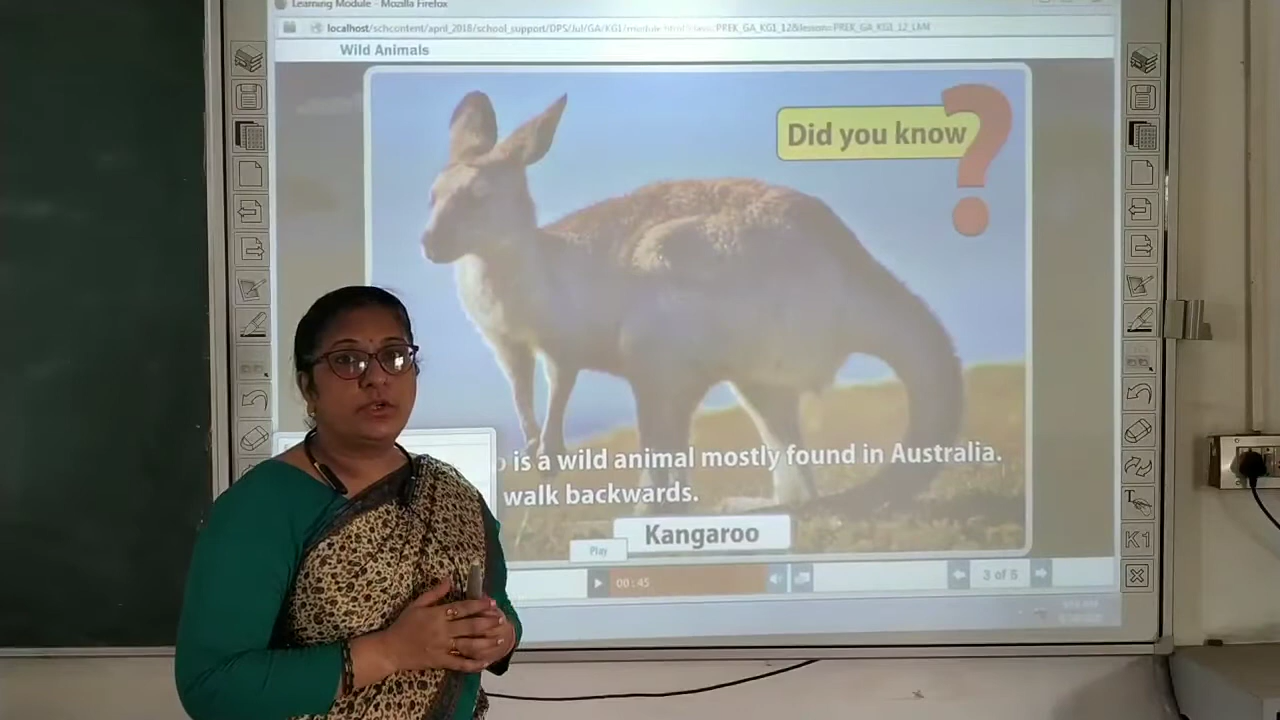 Learning Module - Mozilla Firefox
Wild Animals
Did you know?
is a wild animal mostly found in Australia.
walk backwards.
Kangaroo
Play
00:45
3 of 5
K1